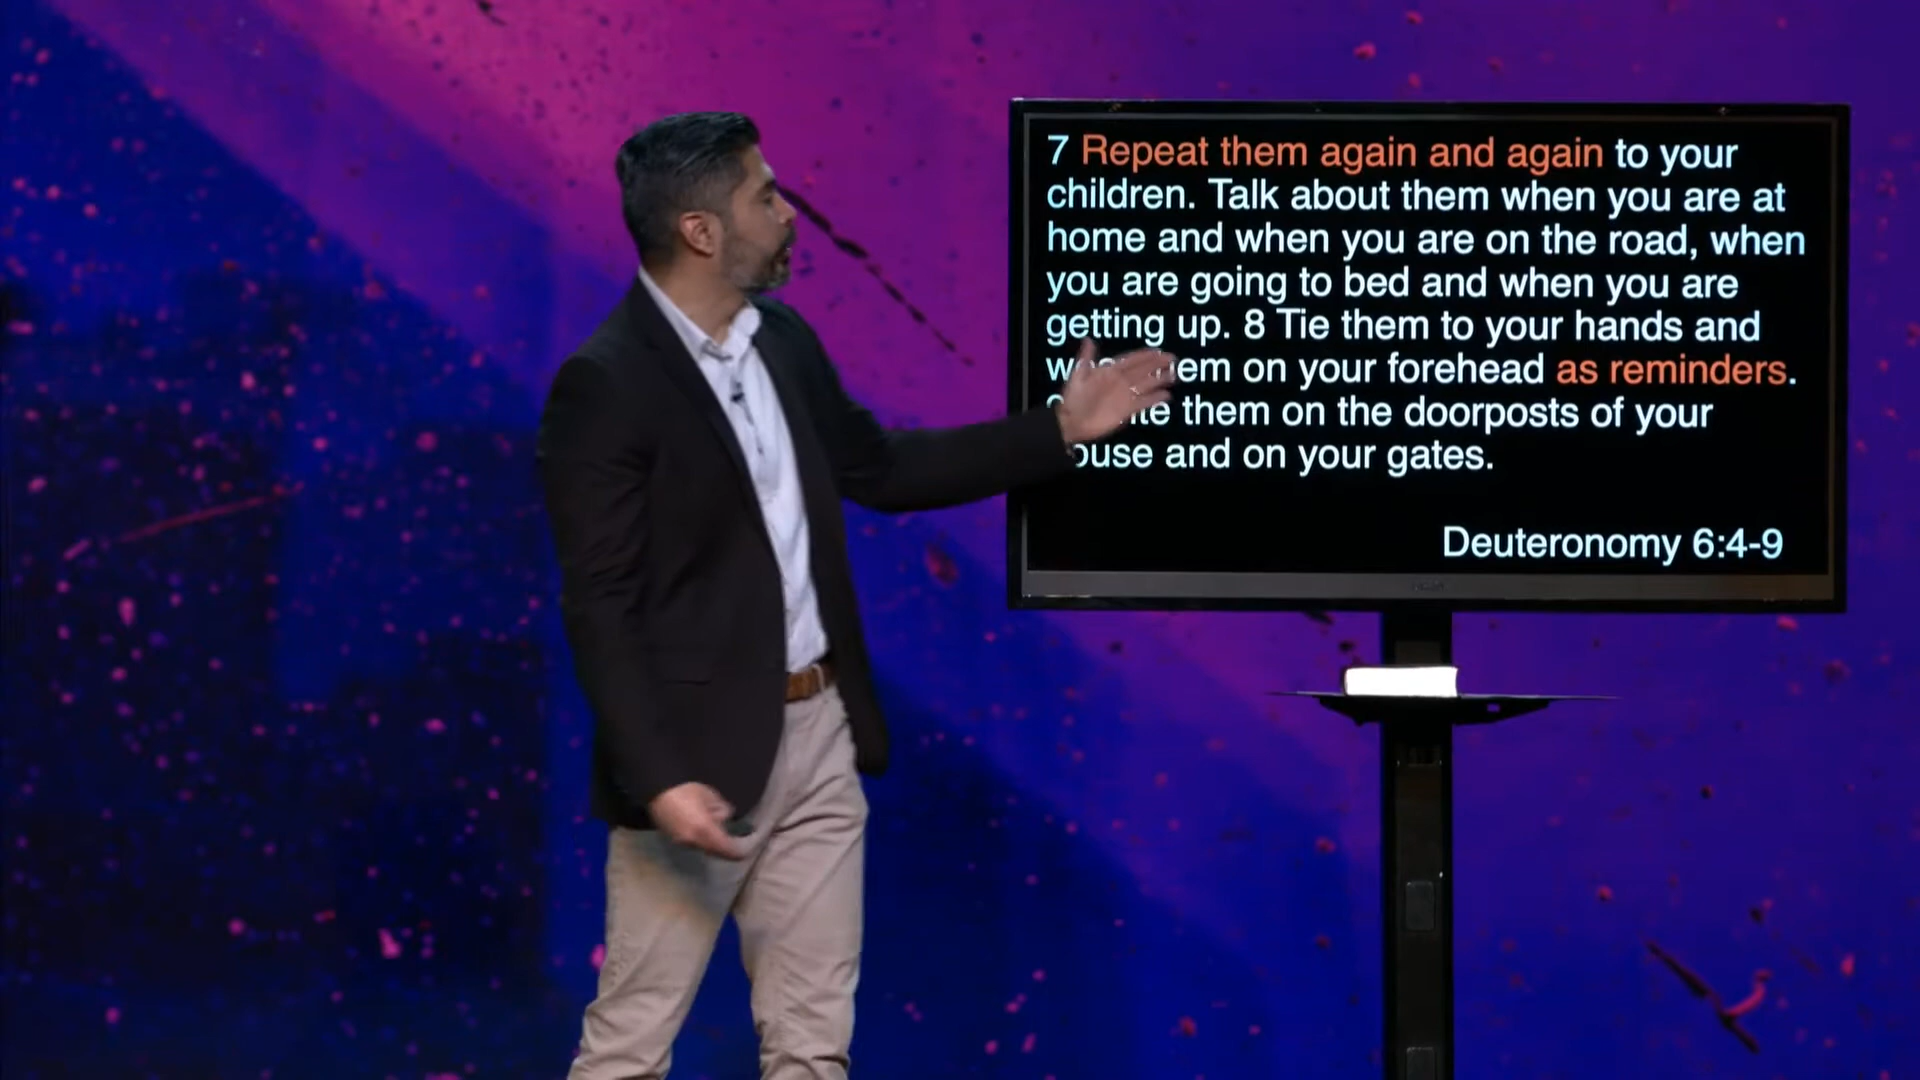 7 Repeat them again and again to your
children. Talk about them when you are at
home and when you are on the road, when
you are going to bed and when you are
getting up. 8 Tie them to your hands and
on your forehead as reminders.
them on the doorposts of your
and on your gates.
Deuteronomy 6:4-9